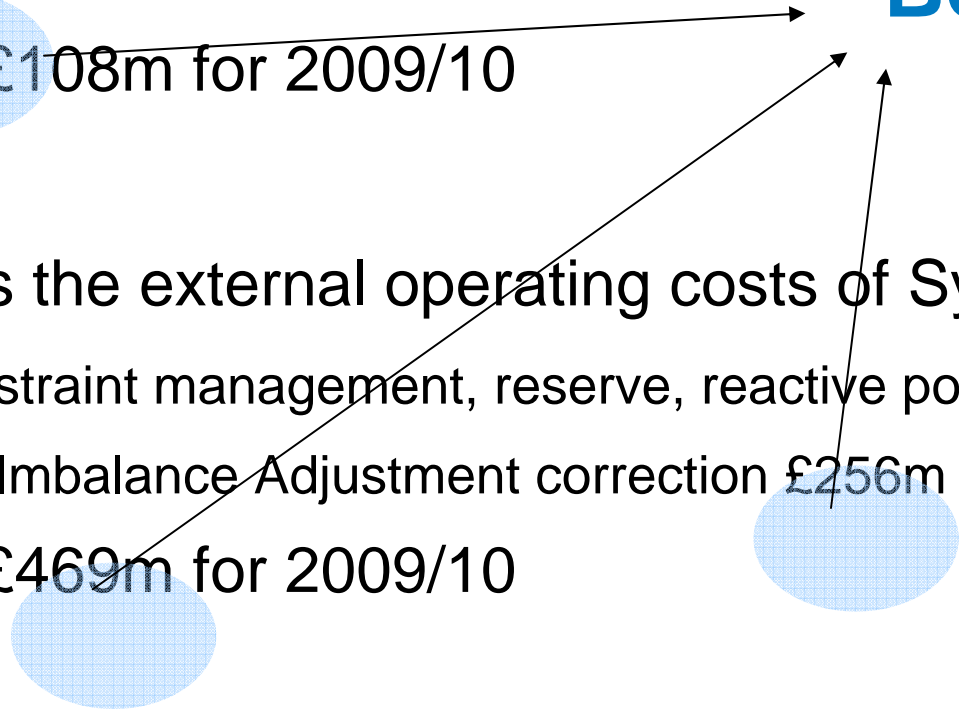 £108m for 2009/10
s the external operating costs of Sy
straint management, reserve, reactive po
Imbalance Adjustment correction £256m
£469m for 2009/10